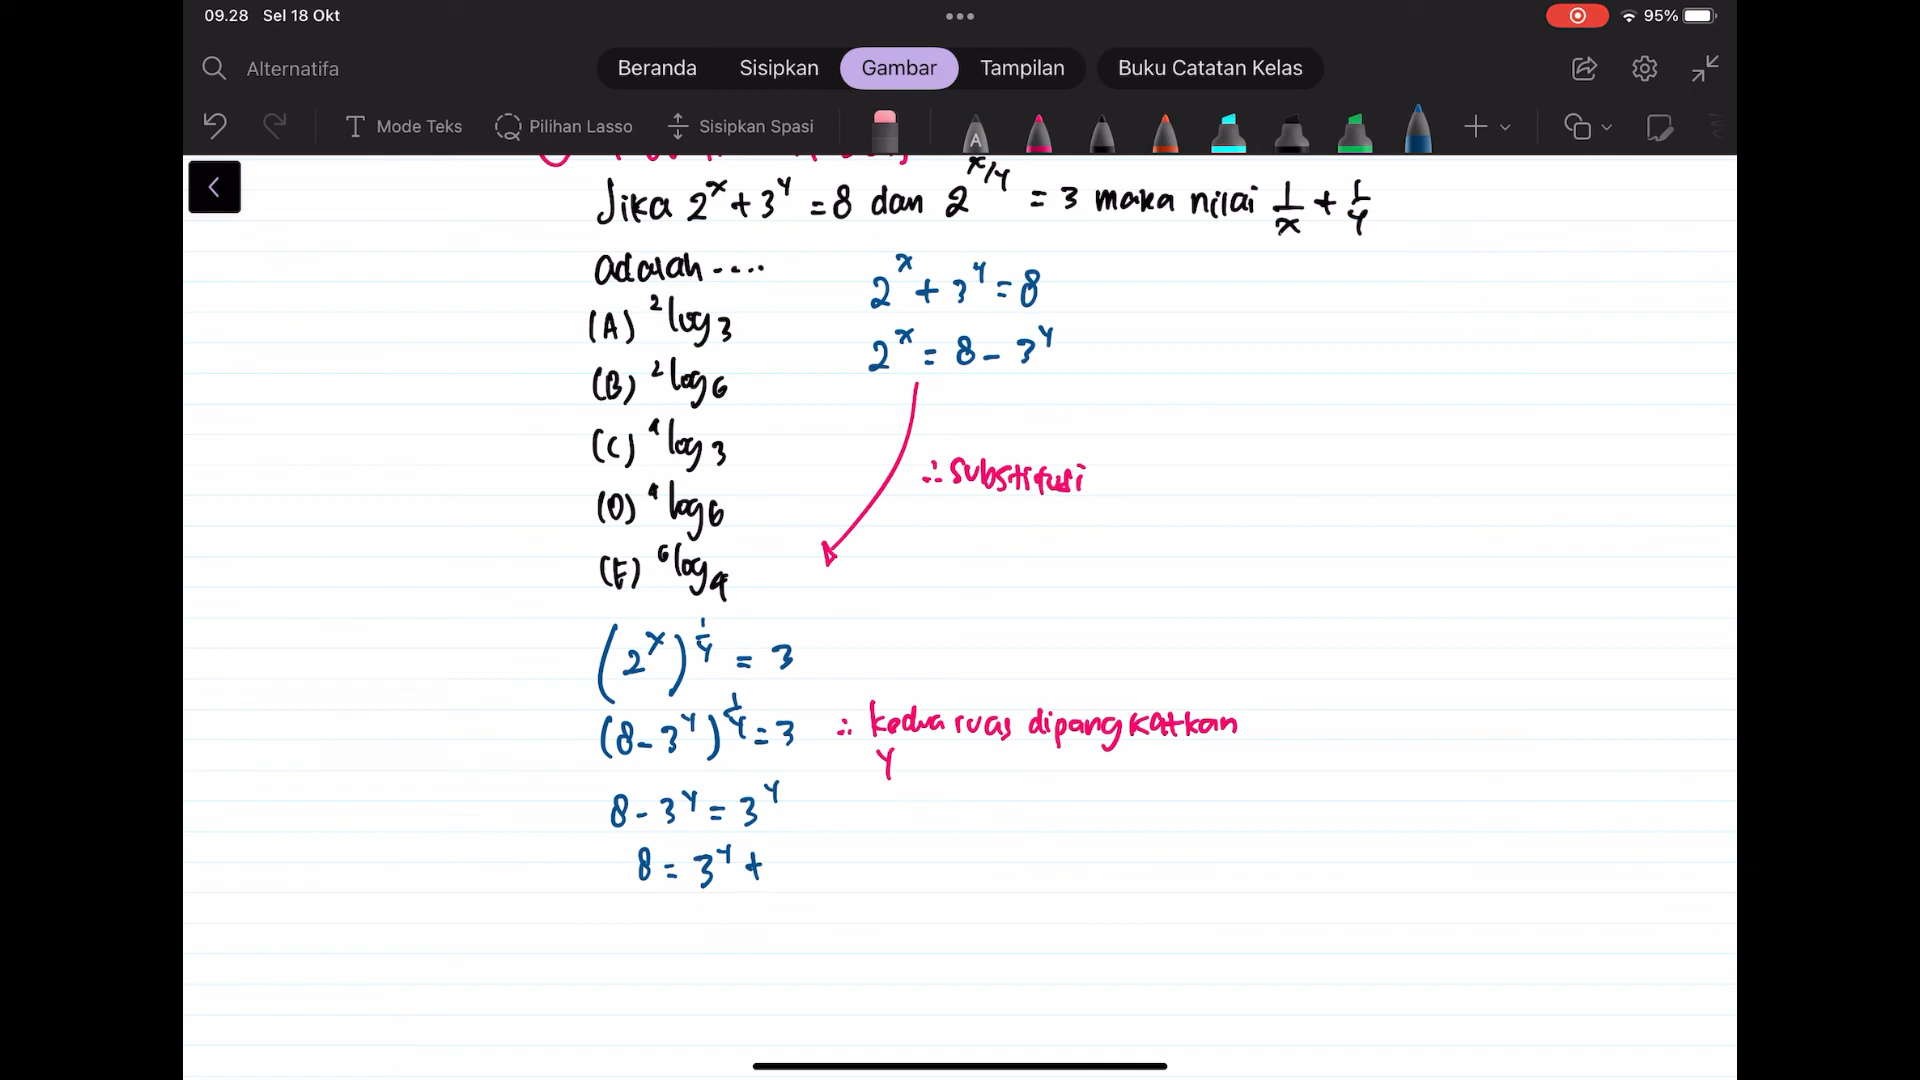 09.28 Sel 18 Okt
95%
Alternatifa
Beranda Sisipkan Gambar Tampilan Buku Catatan Kelas
Mode Teks Pilihan Lasso Sisipkan Spasi
A
Jika 2^x + 3^y = 8 dan 2^{x/y} = 3 maka nilai 1/x + 1/y
adalah ....
(A) ²log 3
(B) ²log 6
(C) ⁴log 3
(D) ⁴log 6
(E) ⁶log 4
2^x + 3^y = 8
2^x = 8 - 3^y
∴ substitusi
(2^x)^{1/y} = 3
(8 - 3^y)^{1/y} = 3 ∴ kedua ruas dipangkatkan
y
8 - 3^y = 3^y
8 = 3^y +